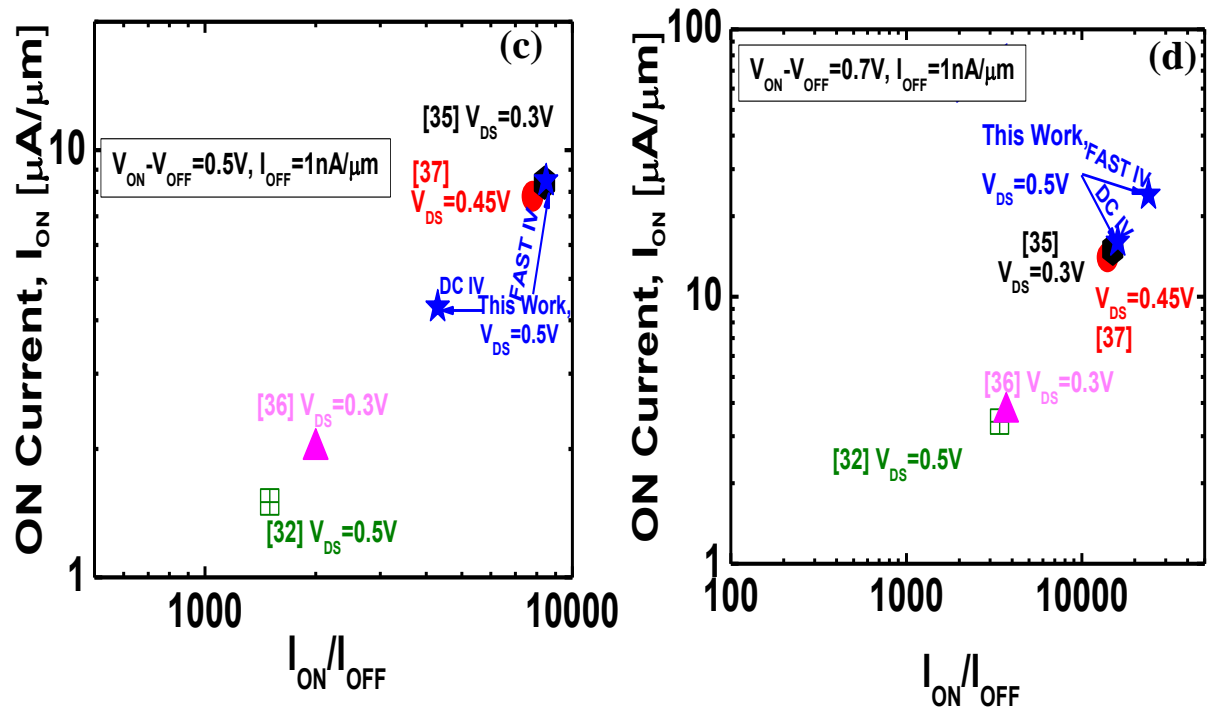 (c)
ON Current, I_ON [μA/μm]
10
1
V_ON-V_OFF=0.5V, I_OFF=1nA/μm
[35] V_DS=0.3V
[37]
V_DS=0.45V
FAST IV
DC IV
This Work,
V_DS=0.5V
[36] V_DS=0.3V
[32] V_DS=0.5V
1000
10000
I_ON/I_OFF
(d)
ON Current, I_ON [μA/μm]
100
10
1
V_ON-V_OFF=0.7V, I_OFF=1nA/μm
This Work,
FAST IV
V_DS=0.5V
DC IV
[35]
V_DS=0.3V
V_DS=0.45V
[37]
[36] V_DS=0.3V
[32] V_DS=0.5V
100
1000
10000
I_ON/I_OFF